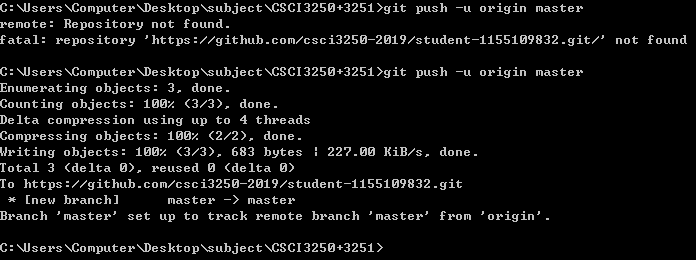 C:\Users\Computer\Desktop\subject\CSCI3250+3251>git push -u origin master
remote: Repository not found.
fatal: repository 'https://github.com/csci3250-2019/student-1155109832.git/' not found
C:\Users\Computer\Desktop\subject\CSCI3250+3251>git push -u origin master
Enumerating objects: 3, done.
Counting objects: 100% (3/3), done.
Delta compression using up to 4 threads
Compressing objects: 100% (2/2), done.
Writing objects: 100% (3/3), 683 bytes | 227.00 KiB/s, done.
Total 3 (delta 0), reused 0 (delta 0)
To https://github.com/csci3250-2019/student-1155109832.git
 * [new branch]      master -> master
Branch 'master' set up to track remote branch 'master' from 'origin'.
C:\Users\Computer\Desktop\subject\CSCI3250+3251>